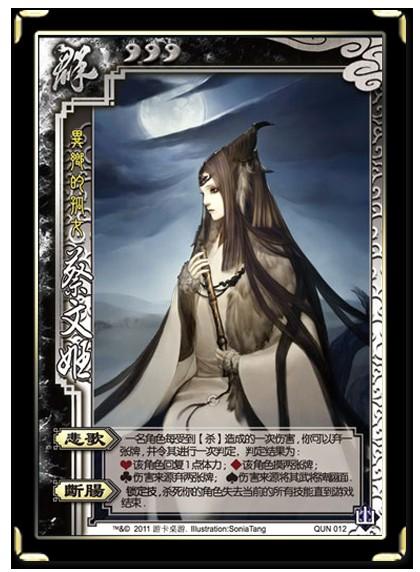 群
異鄉的孤女
蔡文姬
悲歌
一名角色每受到【杀】造成的一次伤害，你可以弃一
张牌，并令其进行一次判定，判定结果为：
♥该角色回复1点体力；♦该角色摸两张牌；
♣伤害来源弃两张牌；♠伤害来源将其武将牌翻面.
斷腸
锁定技，杀死你的角色失去当前的所有技能直到游戏
结束.
™&© 2011 游卡桌游. Illustration:SoniaTang
QUN 012